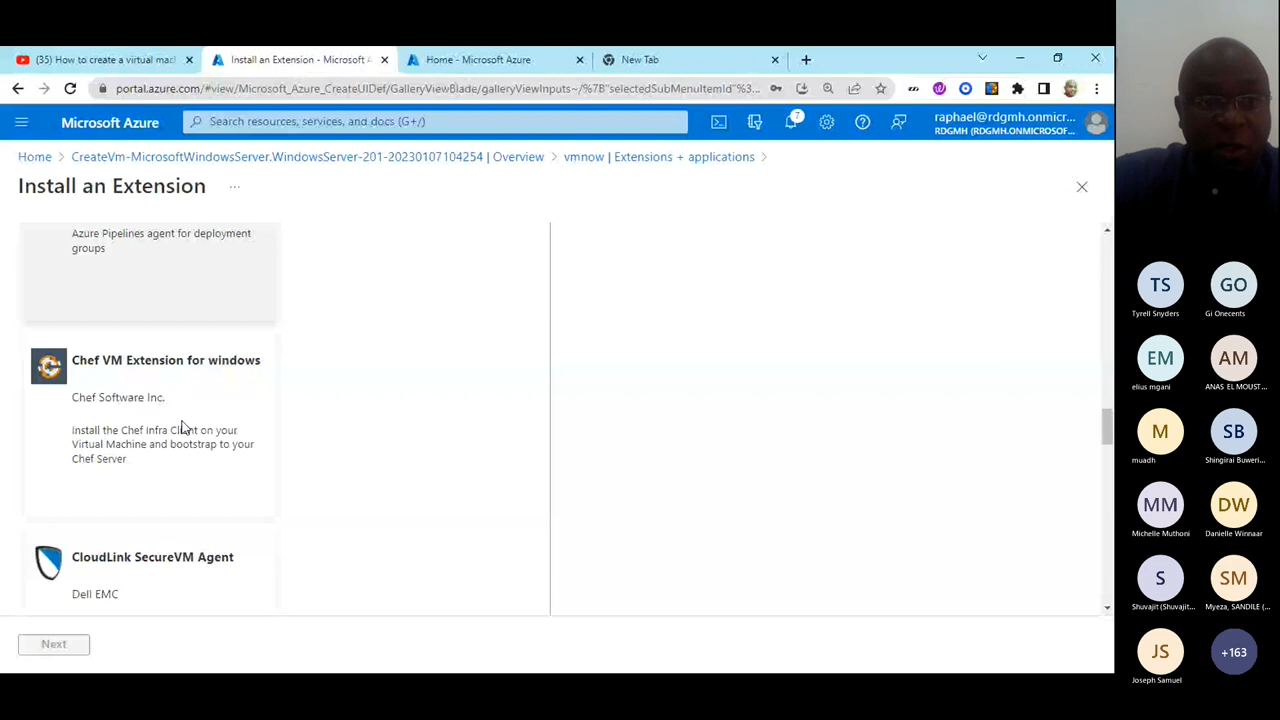 (35) How to create a virtual mac
Install an Extension - Microsoft A
Home - Microsoft Azure
New Tab
portal.azure.com/#view/Microsoft_Azure_CreateUIDef/GalleryViewBlade/galleryViewInputs~/%7B"selectedSubMenuItemId"%3...
Microsoft Azure
Search resources, services, and docs (G+/)
7
raphael@rdgmh.onmicr...
RDGMH (RDGMH.ONMICROSOF...
Home > CreateVm-MicrosoftWindowsServer.WindowsServer-201-20230107104254 | Overview > vmnow | Extensions + applications >
Install an Extension ...
Azure Pipelines agent for deployment
groups
Chef VM Extension for windows
Chef Software Inc.
Install the Chef Infra Client on your
Virtual Machine and bootstrap to your
Chef Server
CloudLink SecureVM Agent
Dell EMC
Next
TS
GO
Tyrell Snyders
Gi Onecents
EM
AM
elius mgani
ANAS EL MOUST...
M
SB
muadh
Shingirai Buweri...
MM
DW
Michelle Muthoni
Danielle Winnaar
S
SM
Shuvajit (Shuvajit...
Myeza, SANDILE (...
JS
+163
Joseph Samuel